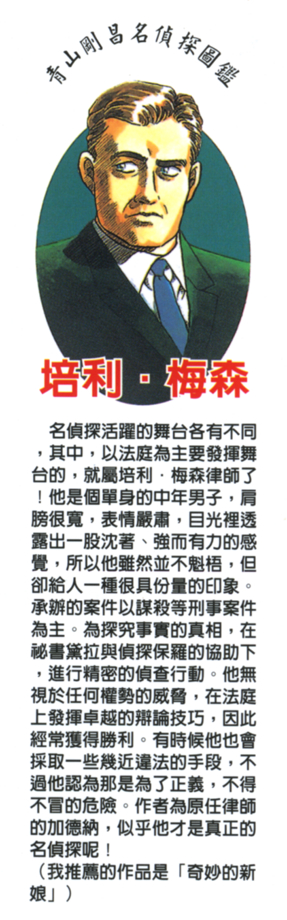 青山剛昌名偵探圖鑑
培利·梅森
名偵探活躍的舞台各有不同
，其中，以法庭為主要發揮舞
台的，就屬培利·梅森律師了
！他是個單身的中年男子，肩
膀很寬，表情嚴肅，目光裡透
露出一股沈著、強而有力的感
覺，所以他雖然並不魁梧，但
卻給人一種很具份量的印象。
承辦的案件以謀殺等刑事案件
為主。為探究事實的真相，在
祕書黛拉與偵探保羅的協助下
，進行精密的偵查行動。他無
視於任何權勢的威脅，在法庭
上發揮卓越的辯論技巧，因此
經常獲得勝利。有時候他也會
採取一些幾近違法的手段，不
過他認為那是為了正義，不得
不冒的危險。作者為原任律師
的加德納，似乎他才是真正的
名偵探呢！
（我推薦的作品是「奇妙的新
娘」）